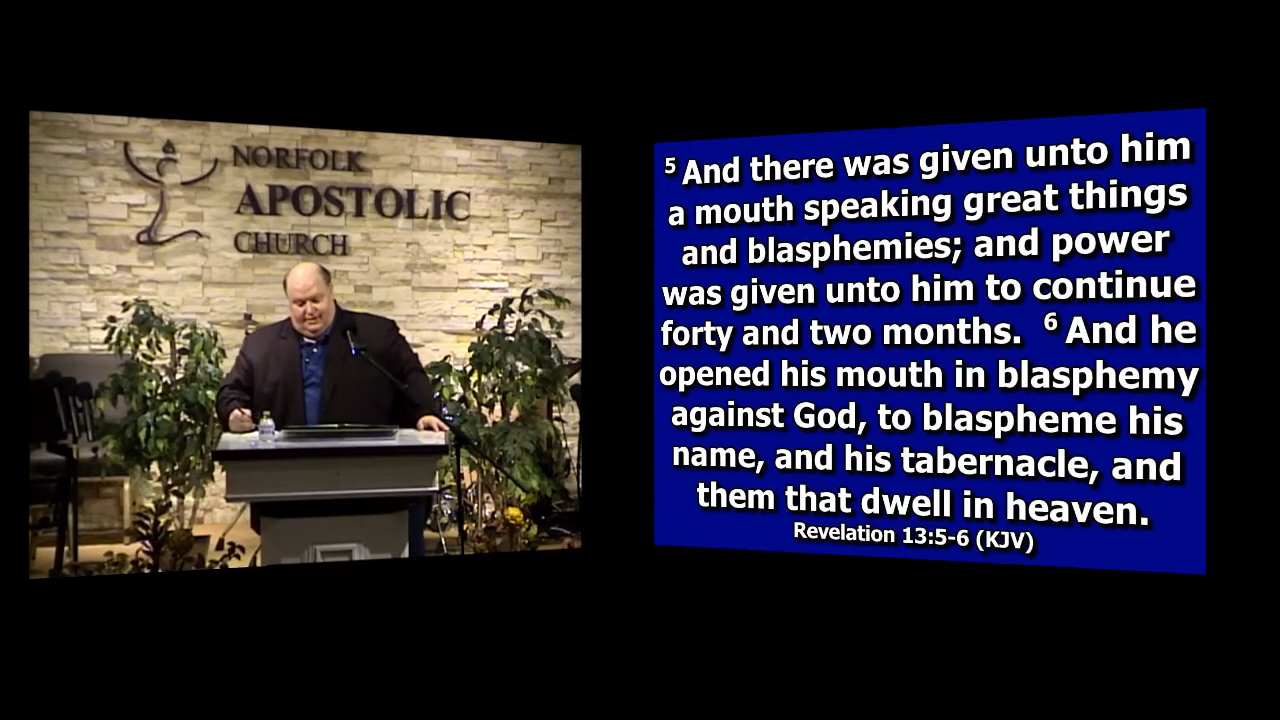 NORFOLK
APOSTOLIC
CHURCH
5 And there was given unto him
a mouth speaking great things
and blasphemies; and power
was given unto him to continue
forty and two months. 6 And he
opened his mouth in blasphemy
against God, to blaspheme his
name, and his tabernacle, and
them that dwell in heaven.
Revelation 13:5-6 (KJV)